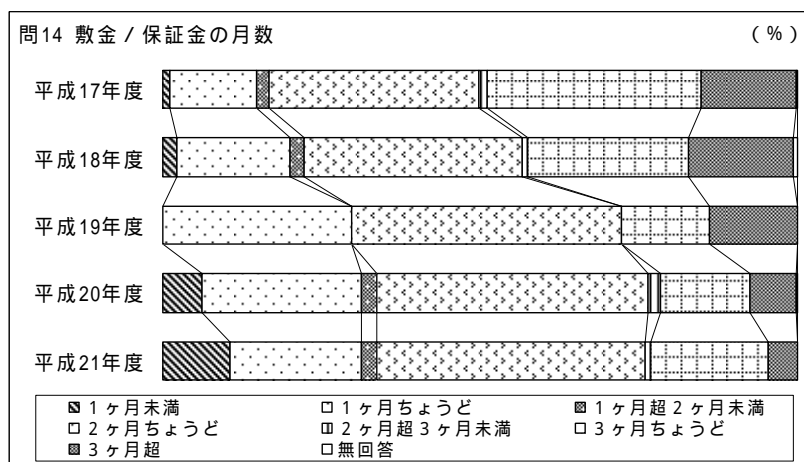 問14 敷金/保証金の月数 (%)
平成17年度
平成18年度
平成19年度
平成20年度
平成21年度
1ヶ月未満 1ヶ月ちょうど 1ヶ月超2ヶ月未満
2ヶ月ちょうど 2ヶ月超3ヶ月未満 3ヶ月ちょうど
3ヶ月超 無回答